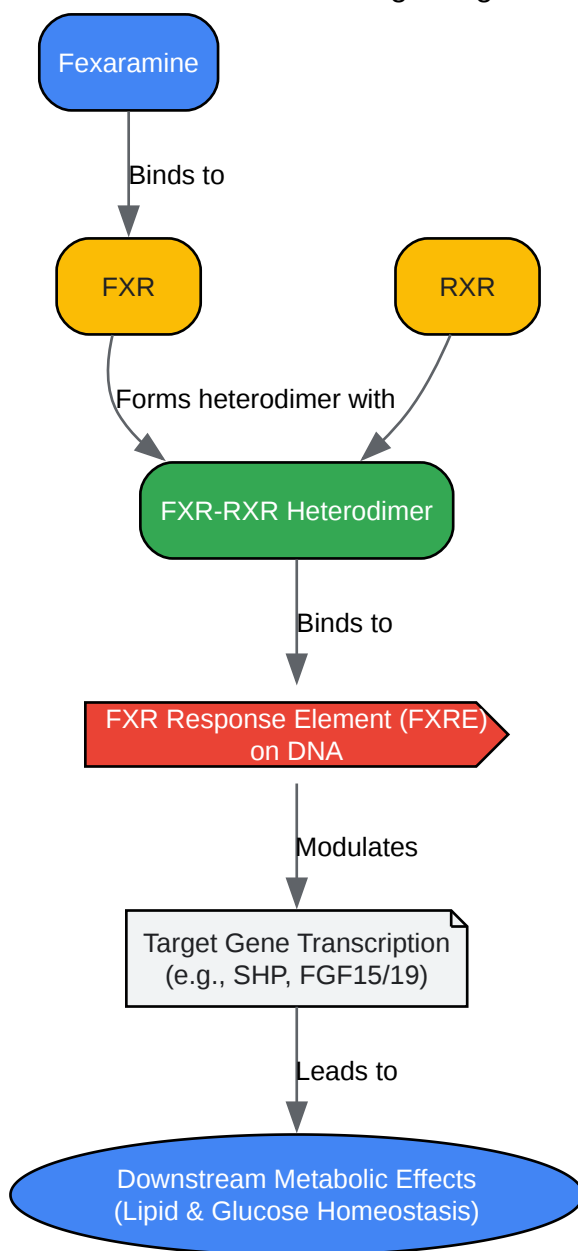 Fexaramine
Binds to
FXR
RXR
Forms heterodimer with
FXR-RXR Heterodimer
Binds to
FXR Response Element (FXRE)
on DNA
Modulates
Target Gene Transcription
(e.g., SHP, FGF15/19)
Leads to
Downstream Metabolic Effects
(Lipid & Glucose Homeostasis)